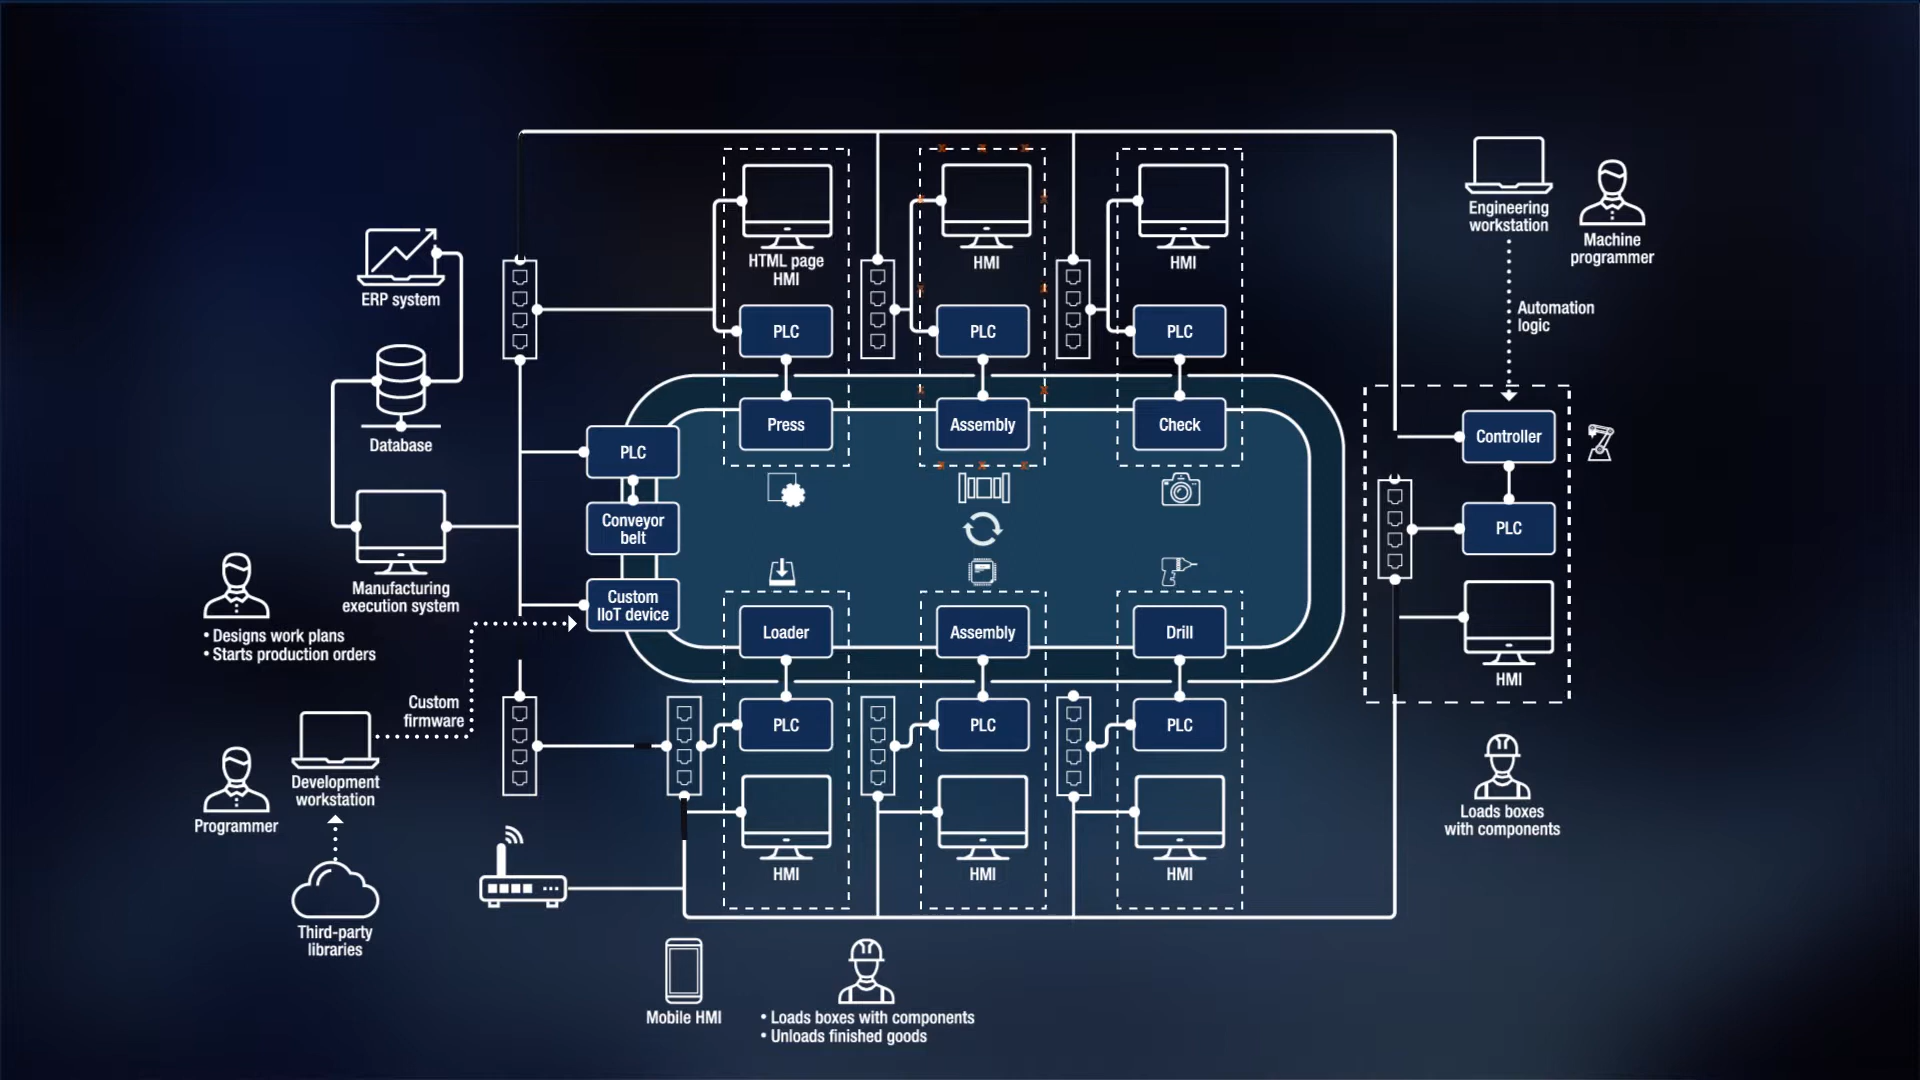 HTML page
HMI
HMI
HMI
Engineering
workstation
Machine
programmer
ERP system
Automation
logic
PLC
PLC
PLC
Press
Assembly
Check
Controller
Database
PLC
Conveyor
belt
PLC
Manufacturing
execution system
Custom
IIoT device
• Designs work plans
• Starts production orders
Loader
Assembly
Drill
HMI
Custom
firmware
PLC
PLC
PLC
Development
workstation
Programmer
Loads boxes
with components
HMI
HMI
HMI
Third-party
libraries
Mobile HMI
• Loads boxes with components
• Unloads finished goods